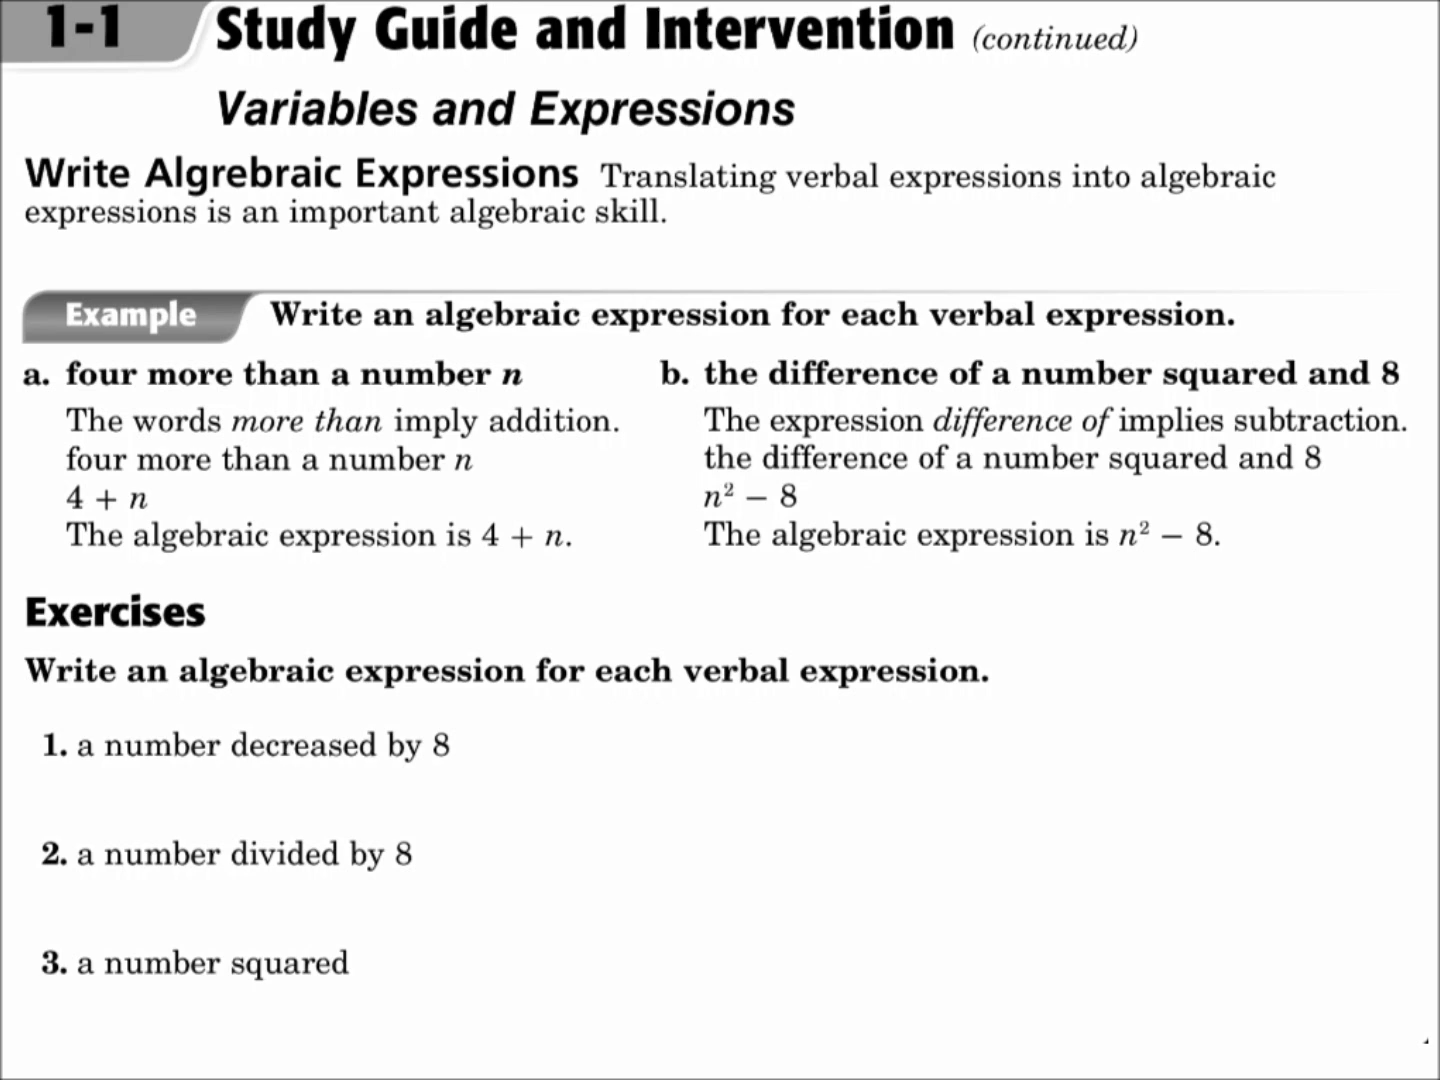 1-1 Study Guide and Intervention (continued)
Variables and Expressions
Write Algrebraic Expressions Translating verbal expressions into algebraic
expressions is an important algebraic skill.
Example Write an algebraic expression for each verbal expression.
a. four more than a number n
The words more than imply addition.
four more than a number n
4 + n
The algebraic expression is 4 + n.
b. the difference of a number squared and 8
The expression difference of implies subtraction.
the difference of a number squared and 8
n² − 8
The algebraic expression is n² − 8.
Exercises
Write an algebraic expression for each verbal expression.
1. a number decreased by 8
2. a number divided by 8
3. a number squared